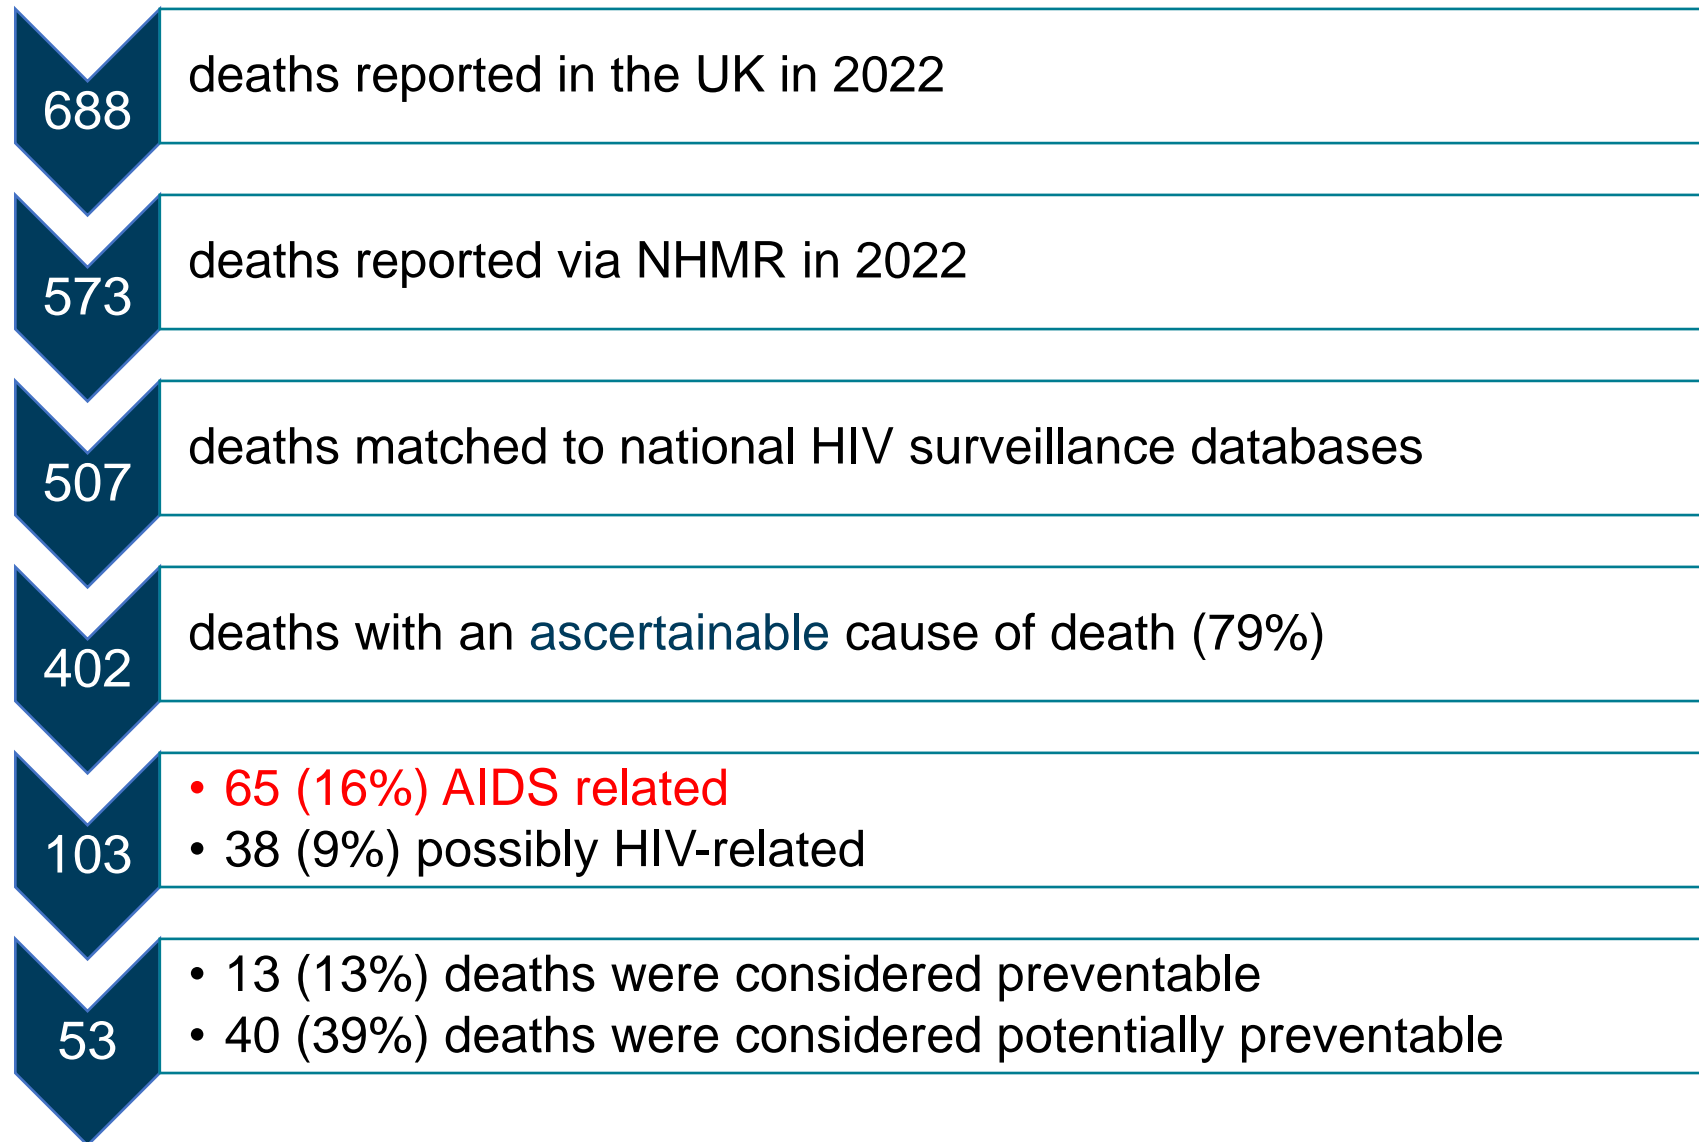 688
deaths reported in the UK in 2022
573
deaths reported via NHMR in 2022
507
deaths matched to national HIV surveillance databases
402
deaths with an ascertainable cause of death (79%)
103
• 65 (16%) AIDS related
• 38 (9%) possibly HIV-related
53
• 13 (13%) deaths were considered preventable
• 40 (39%) deaths were considered potentially preventable